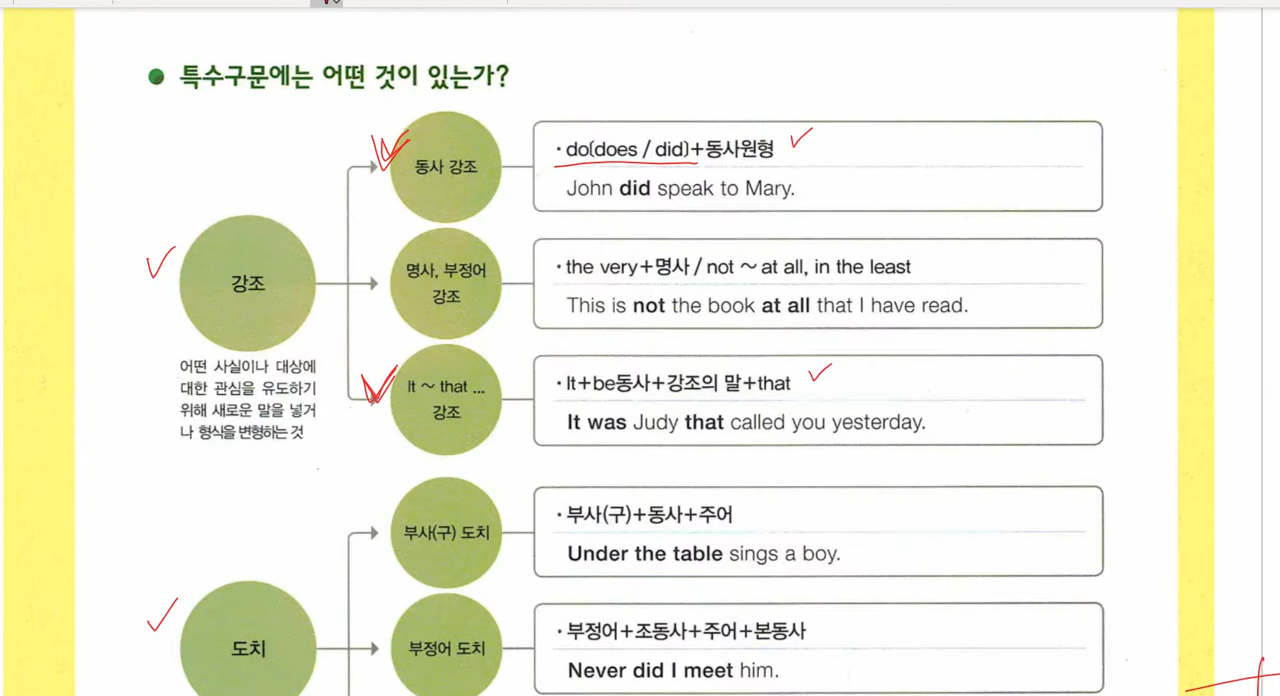 특수구문에는 어떤 것이 있는가?
동사 강조
· do(does / did)+동사원형
John did speak to Mary.
강조
어떤 사실이나 대상에
대한 관심을 유도하기
위해 새로운 말을 넣거
나 형식을 변형하는 것
명사, 부정어
강조
· the very+명사 / not ~ at all, in the least
This is not the book at all that I have read.
It ~ that ...
강조
· It+be동사+강조의 말+that
It was Judy that called you yesterday.
도치
부사(구) 도치
· 부사(구)+동사+주어
Under the table sings a boy.
부정어 도치
· 부정어+조동사+주어+본동사
Never did I meet him.